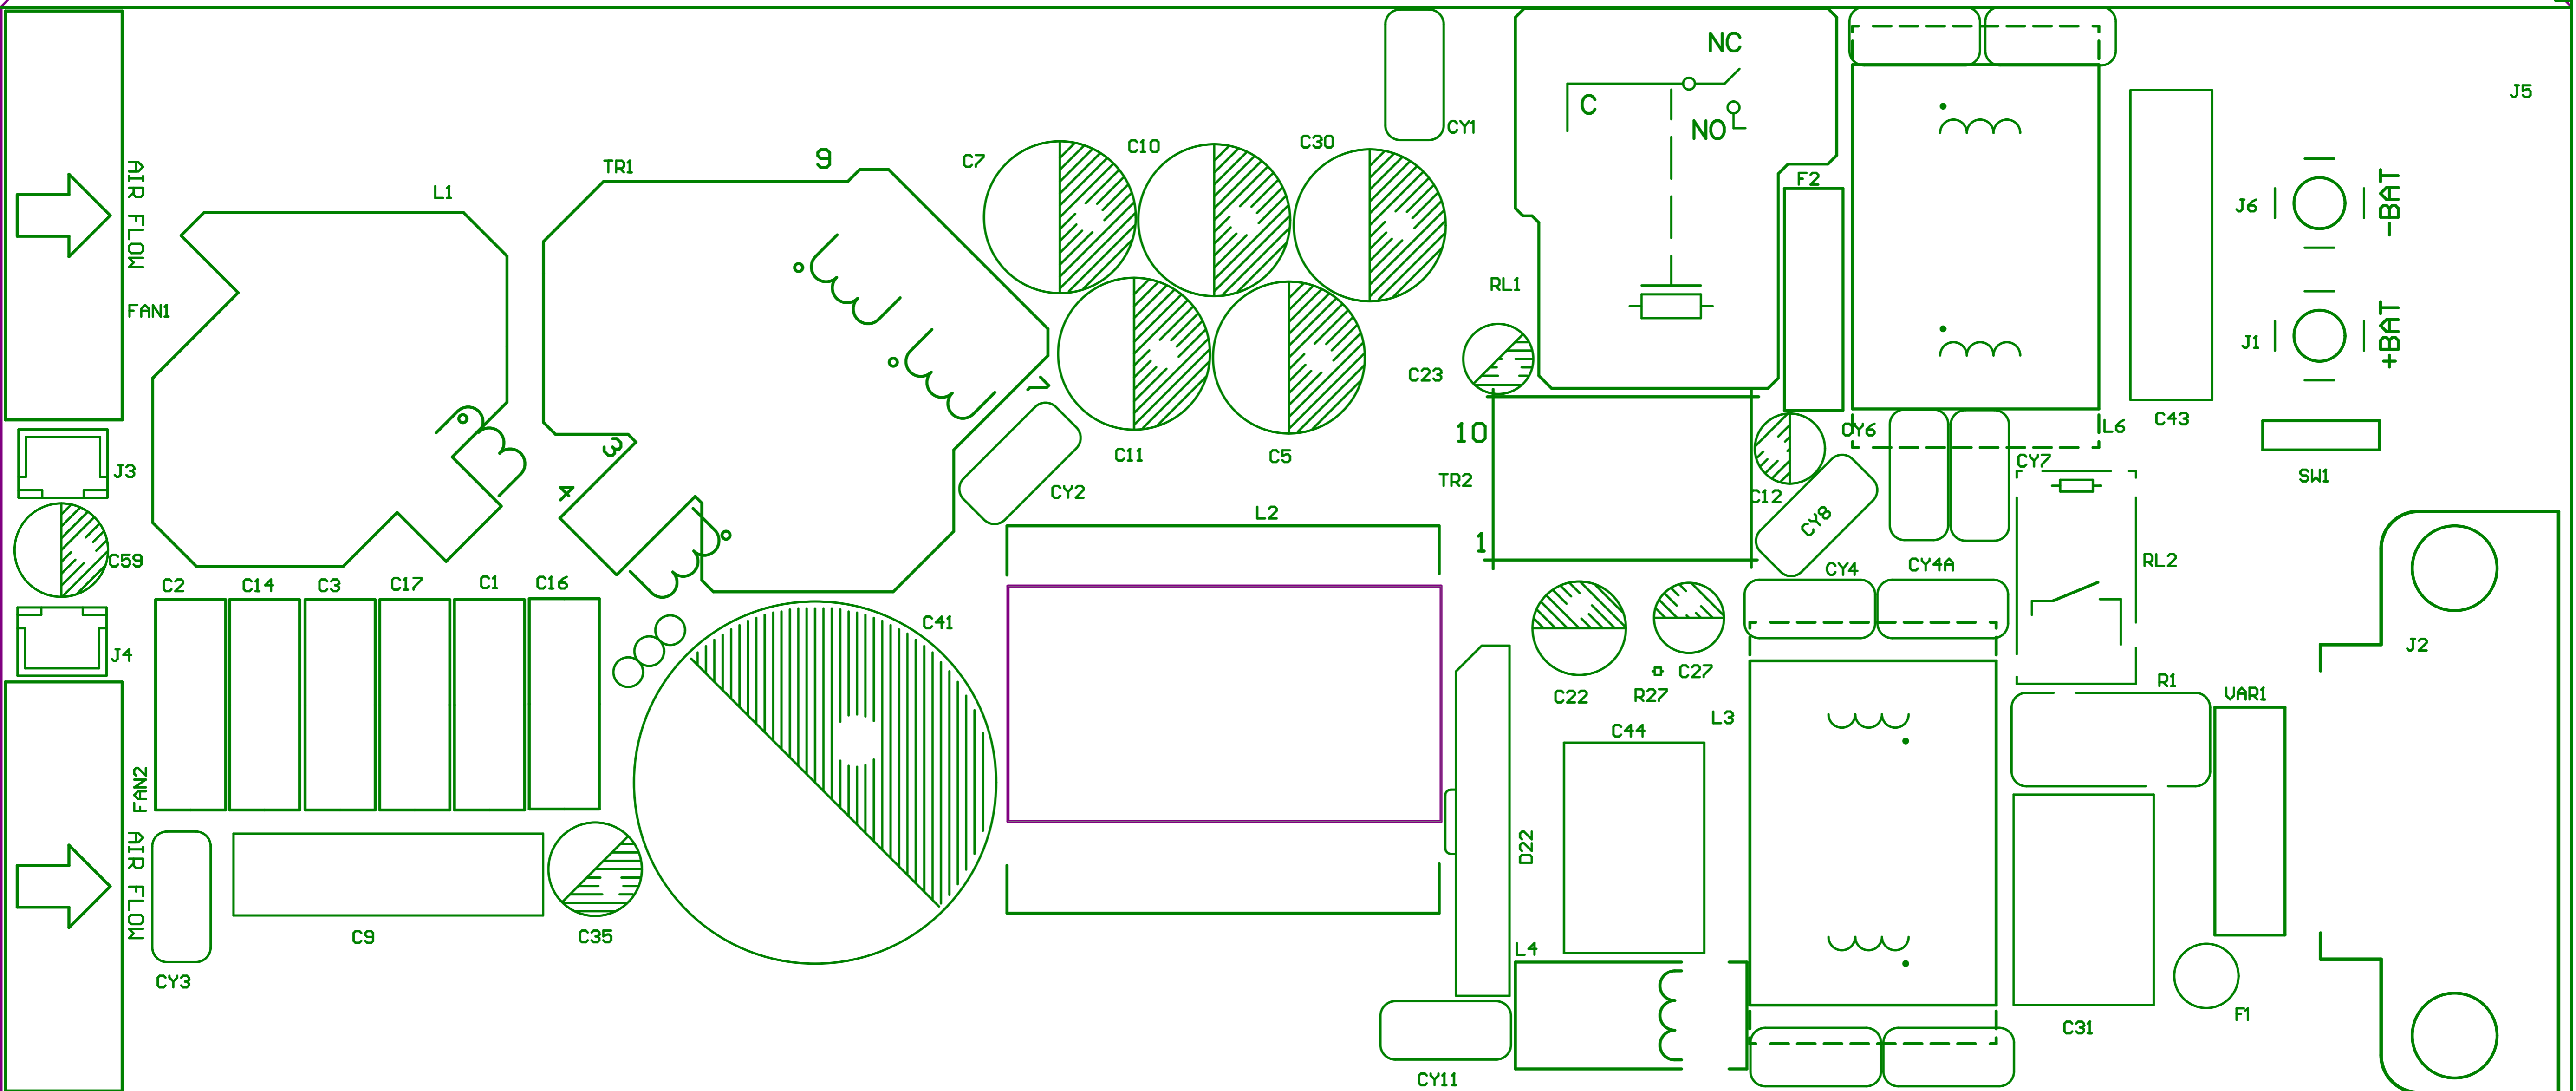 NC
C
NO
J5
CY1
C7
C10
C30
9
TR1
L1
F2
AIR FLOW
J6
-BAT
FAN1
RL1
J1
+BAT
C23
7
C43
L6
CY6
10
3
C11
C5
CY7
J3
TR2
SW1
4
CY2
C12
L2
CY8
1
C59
CY4
CY4A
RL2
C2
C14
C3
C17
C1
C16
C41
J4
J2
C22
R27
C27
R1
VAR1
L3
C44
FAN2
AIR FLOW
D22
C9
C35
L4
CY3
F1
C31
CY11